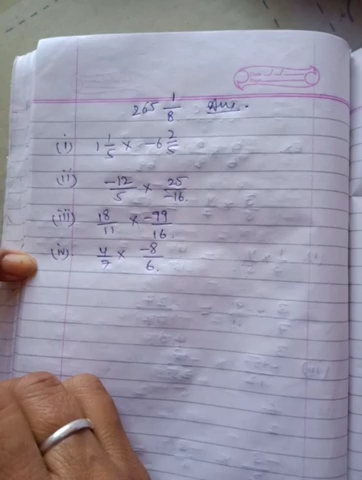 265 1/8 Ans.
(i) 1 1/5 × -6 2/5
(ii) -12/5 × 25/-16
(iii) 18/11 × -99/16
(iv). 4/7 × -8/6.